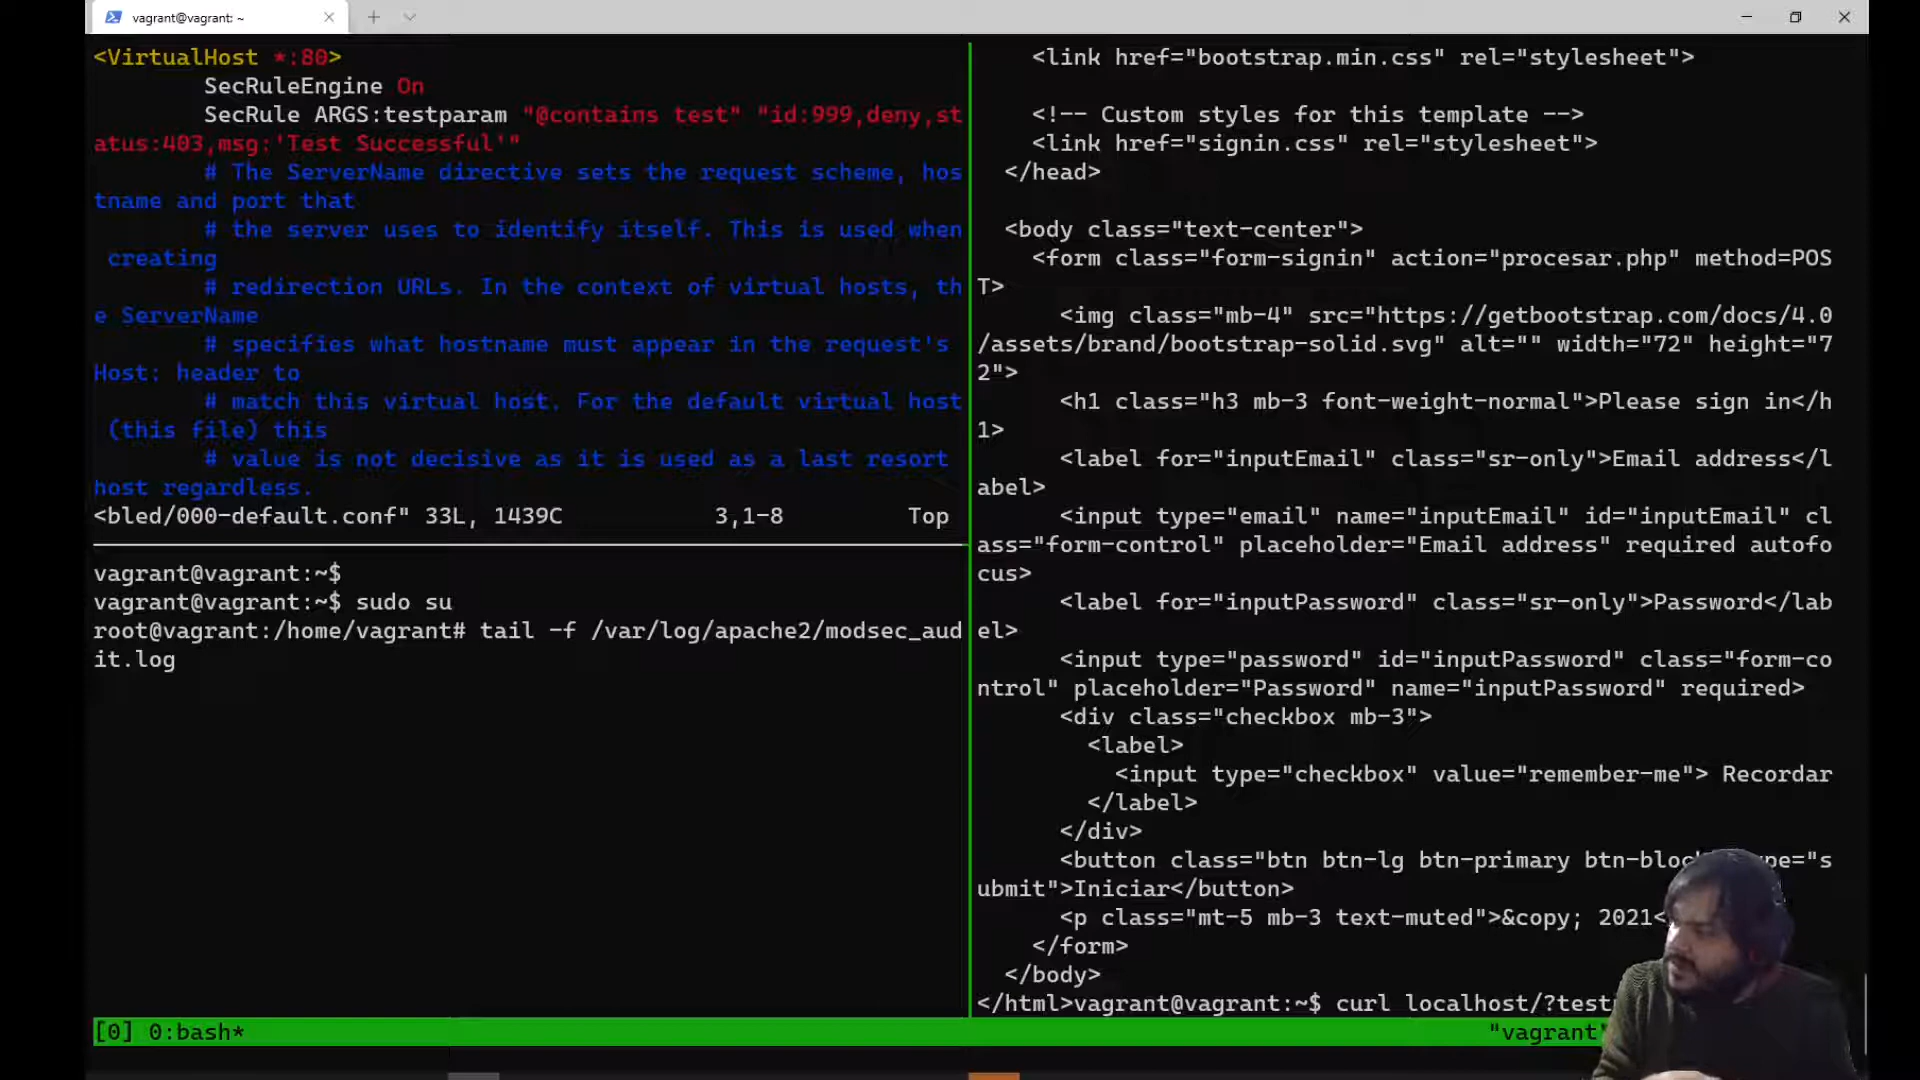 vagrant@vagrant: ~
<VirtualHost *:80>
SecRuleEngine On
SecRule ARGS:testparam "@contains test" "id:999,deny,st
atus:403,msg:'Test Successful'"
# The ServerName directive sets the request scheme, hos
tname and port that
# the server uses to identify itself. This is used when
creating
# redirection URLs. In the context of virtual hosts, th
e ServerName
# specifies what hostname must appear in the request's
Host: header to
# match this virtual host. For the default virtual host
(this file) this
# value is not decisive as it is used as a last resort
host regardless.
<bled/000-default.conf" 33L, 1439C 3,1-8 Top
vagrant@vagrant:~$
vagrant@vagrant:~$ sudo su
root@vagrant:/home/vagrant# tail -f /var/log/apache2/modsec_aud
it.log
<link href="bootstrap.min.css" rel="stylesheet">
<!-- Custom styles for this template -->
<link href="signin.css" rel="stylesheet">
</head>
<body class="text-center">
<form class="form-signin" action="procesar.php" method=POS
T>
<img class="mb-4" src="https://getbootstrap.com/docs/4.0
/assets/brand/bootstrap-solid.svg" alt="" width="72" height="7
2">
<h1 class="h3 mb-3 font-weight-normal">Please sign in</h
1>
<label for="inputEmail" class="sr-only">Email address</l
abel>
<input type="email" name="inputEmail" id="inputEmail" cl
ass="form-control" placeholder="Email address" required autofo
cus>
<label for="inputPassword" class="sr-only">Password</lab
el>
<input type="password" id="inputPassword" class="form-co
ntrol" placeholder="Password" name="inputPassword" required>
<div class="checkbox mb-3">
<label>
<input type="checkbox" value="remember-me"> Recordar
</label>
</div>
<button class="btn btn-lg btn-primary "s
ubmit">Iniciar</button>
<p class="mt-5 mb-3 text-muted">&copy; 2021<
</form>
</body>
</html>vagrant@vagrant:~$ curl localhost/?test
[0] 0:bash* "vagrant"